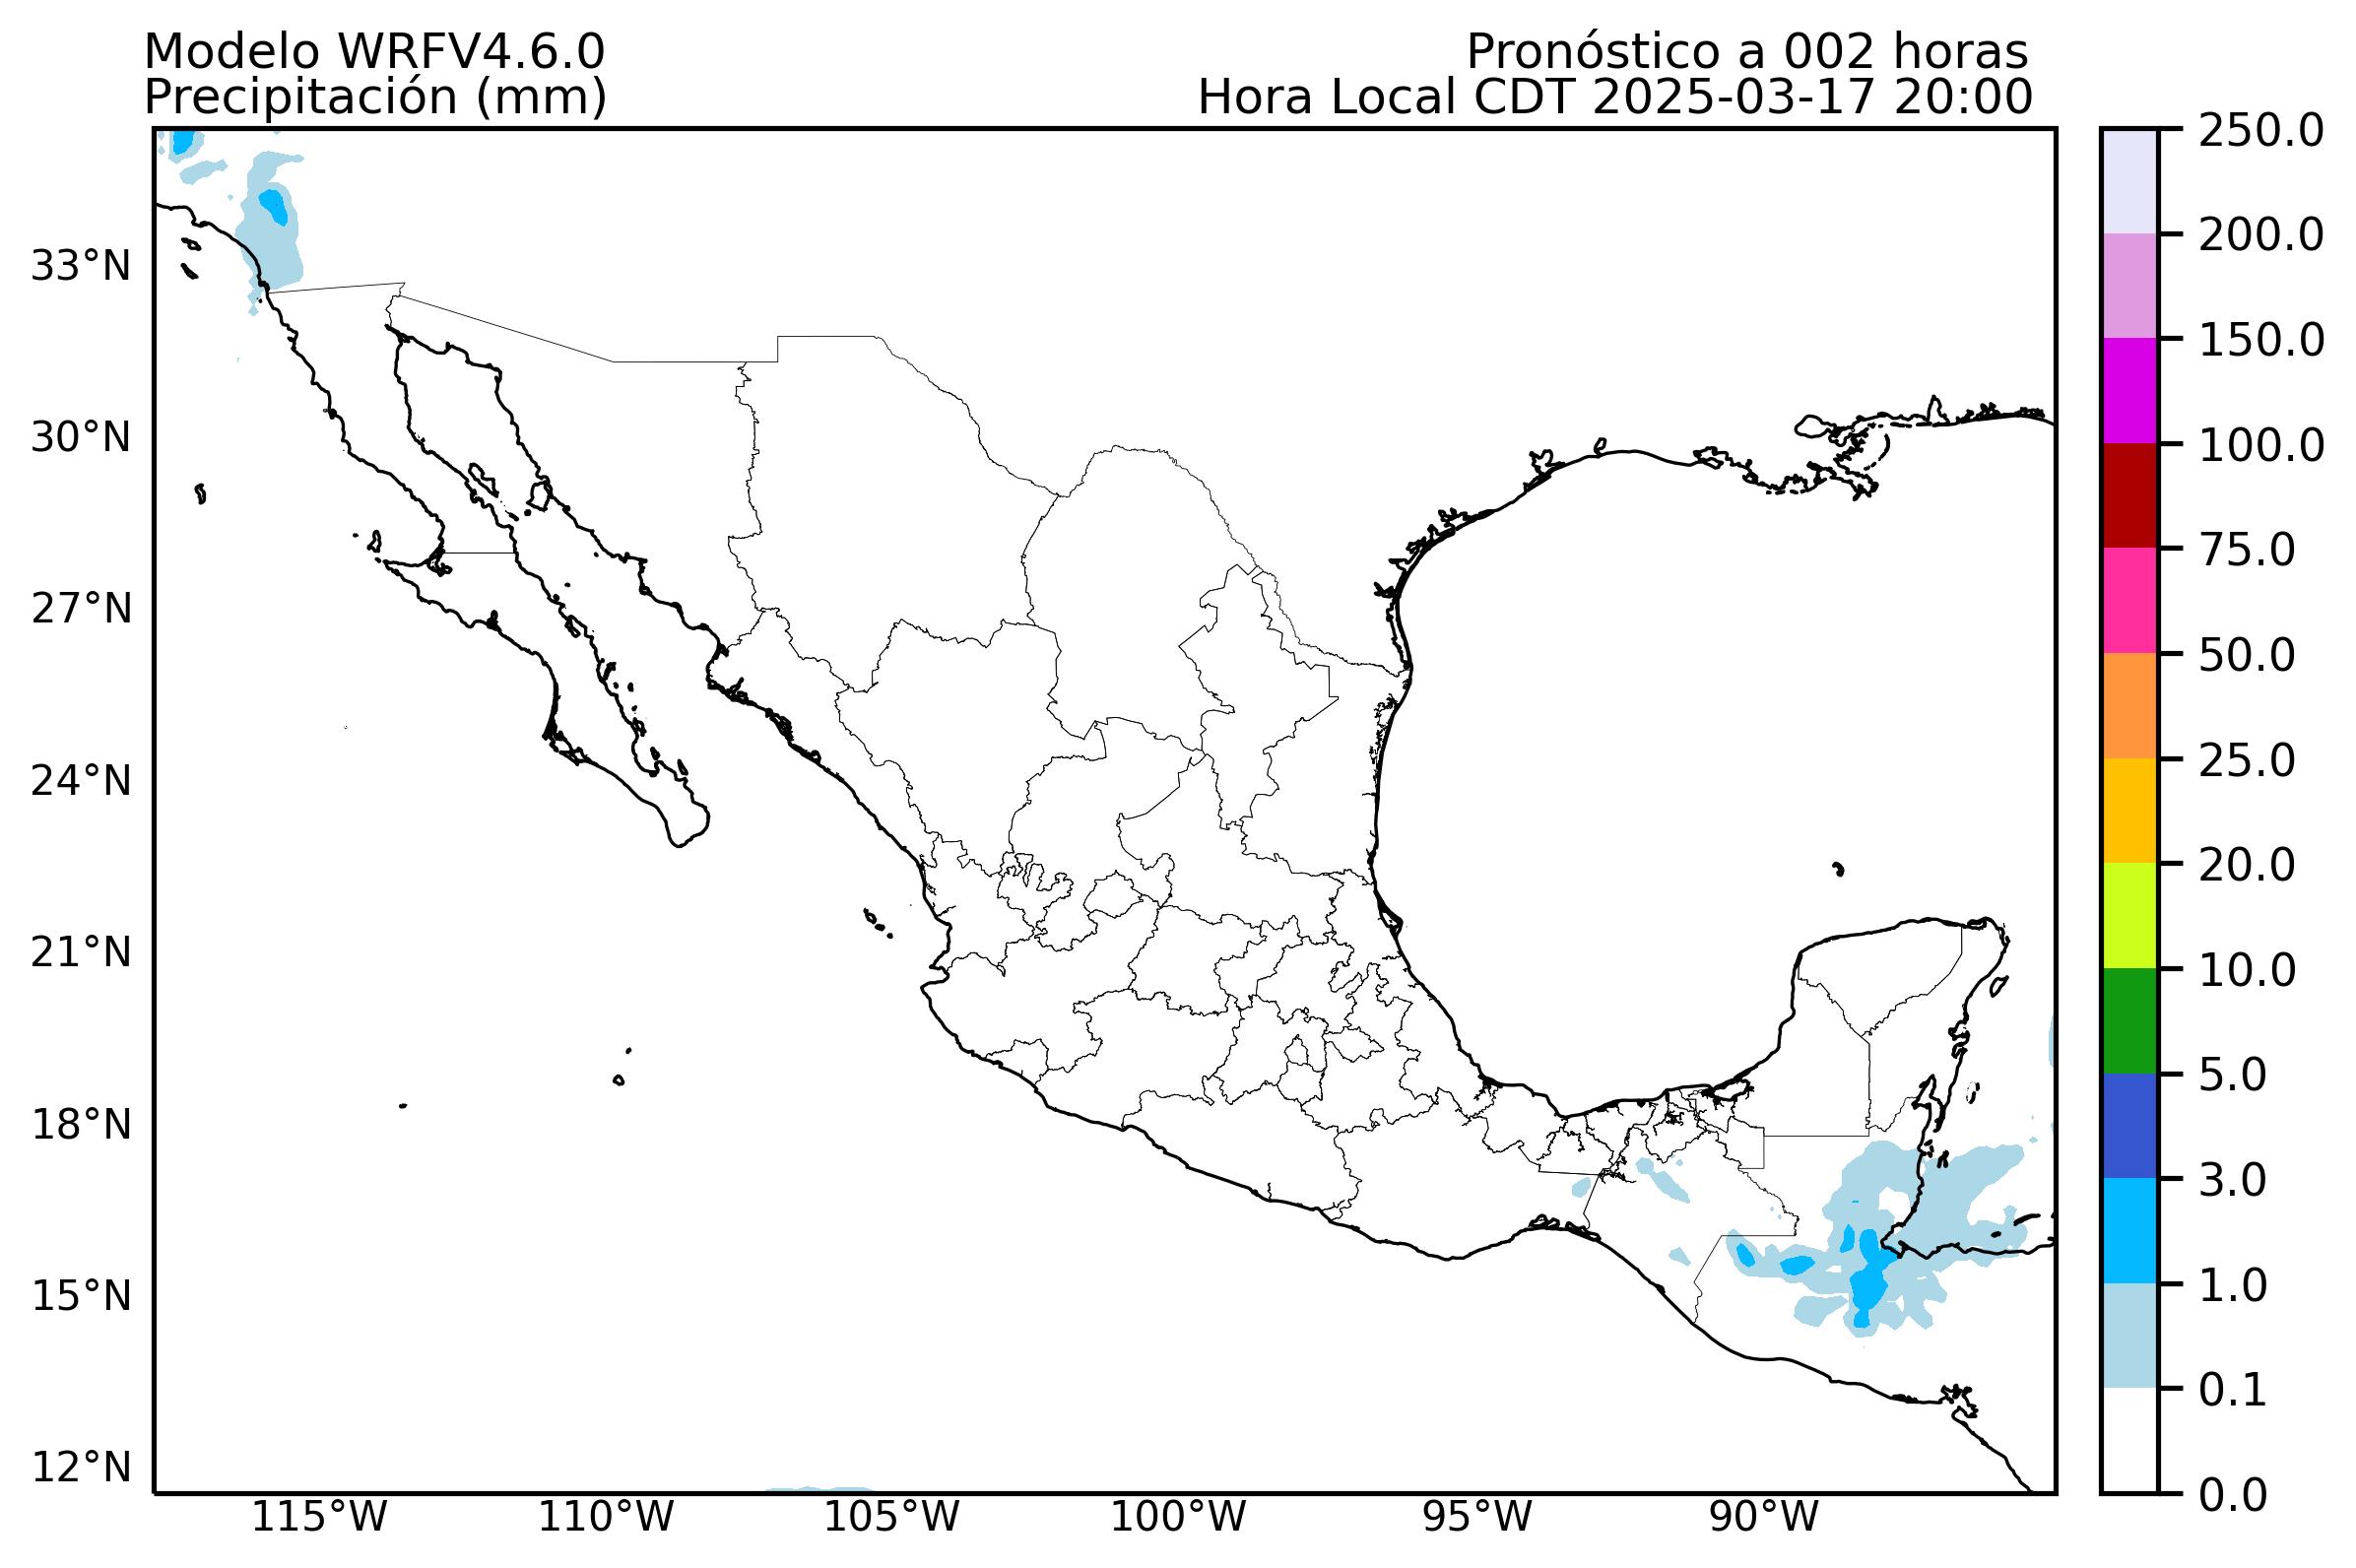 Modelo WRFV4.6.0
Pronóstico a 002 horas
Precipitación (mm)
Hora Local CDT 2025-03-17 20:00
250.0
200.0
150.0
100.0
75.0
50.0
25.0
20.0
10.0
5.0
3.0
1.0
0.1
0.0
33°N
30°N
27°N
24°N
21°N
18°N
15°N
12°N
115°W
110°W
105°W
100°W
95°W
90°W